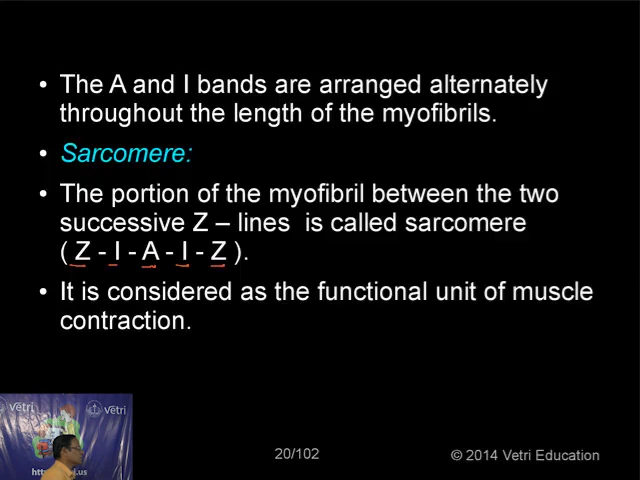 • The A and I bands are arranged alternately
throughout the length of the myofibrils.
• Sarcomere:
• The portion of the myofibril between the two
successive Z – lines is called sarcomere
( Z - I - A - I - Z ).
• It is considered as the functional unit of muscle
contraction.
Vetri
Vetri
20/102
© 2014 Vetri Education